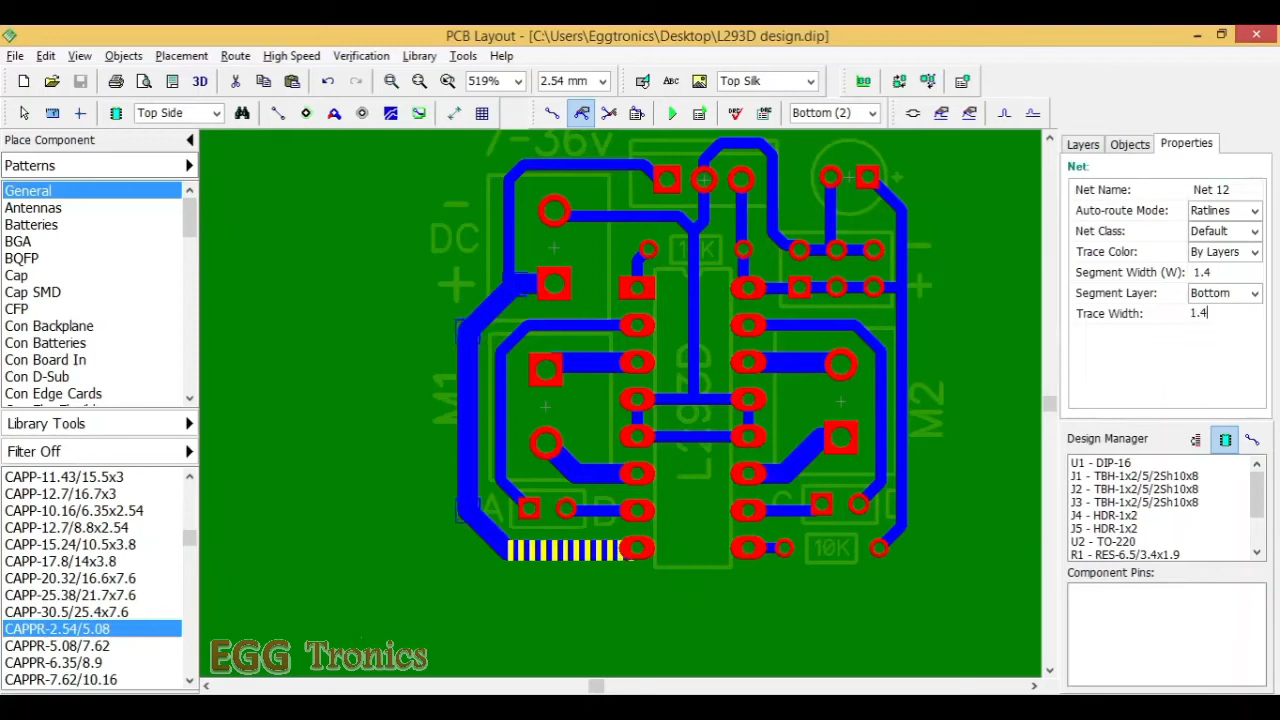 PCB Layout - [C:\Users\Eggtronics\Desktop\L293D design.dip]
File Edit View Objects Placement Route High Speed Verification Library Tools Help
3D 519% 2.54 mm Abc Top Silk
Top Side Bottom (2)
Place Component
Patterns
General
Antennas
Batteries
BGA
BQFP
Cap
Cap SMD
CFP
Con Backplane
Con Batteries
Con Board In
Con D-Sub
Con Edge Cards
Library Tools
Filter Off
CAPP-11.43/15.5x3
CAPP-12.7/16.7x3
CAPP-10.16/6.35x2.54
CAPP-12.7/8.8x2.54
CAPP-15.24/10.5x3.8
CAPP-17.8/14x3.8
CAPP-20.32/16.6x7.6
CAPP-25.38/21.7x7.6
CAPP-30.5/25.4x7.6
CAPPR-2.54/5.08
CAPPR-5.08/7.62
CAPPR-6.35/8.9
CAPPR-7.62/10.16
7-36v
DC
M1
L293D
M2
A
B
C
D
10K
EGG Tronics
Layers Objects Properties
Net:
Net Name: Net 12
Auto-route Mode: Ratlines
Net Class: Default
Trace Color: By Layers
Segment Width (W): 1.4
Segment Layer: Bottom
Trace Width: 1.4
Design Manager
U1 - DIP-16
J1 - TBH-1x2/5/2Sh10x8
J2 - TBH-1x2/5/2Sh10x8
J3 - TBH-1x2/5/2Sh10x8
J4 - HDR-1x2
J5 - HDR-1x2
U2 - TO-220
R1 - RES-6.5/3.4x1.9
Component Pins: